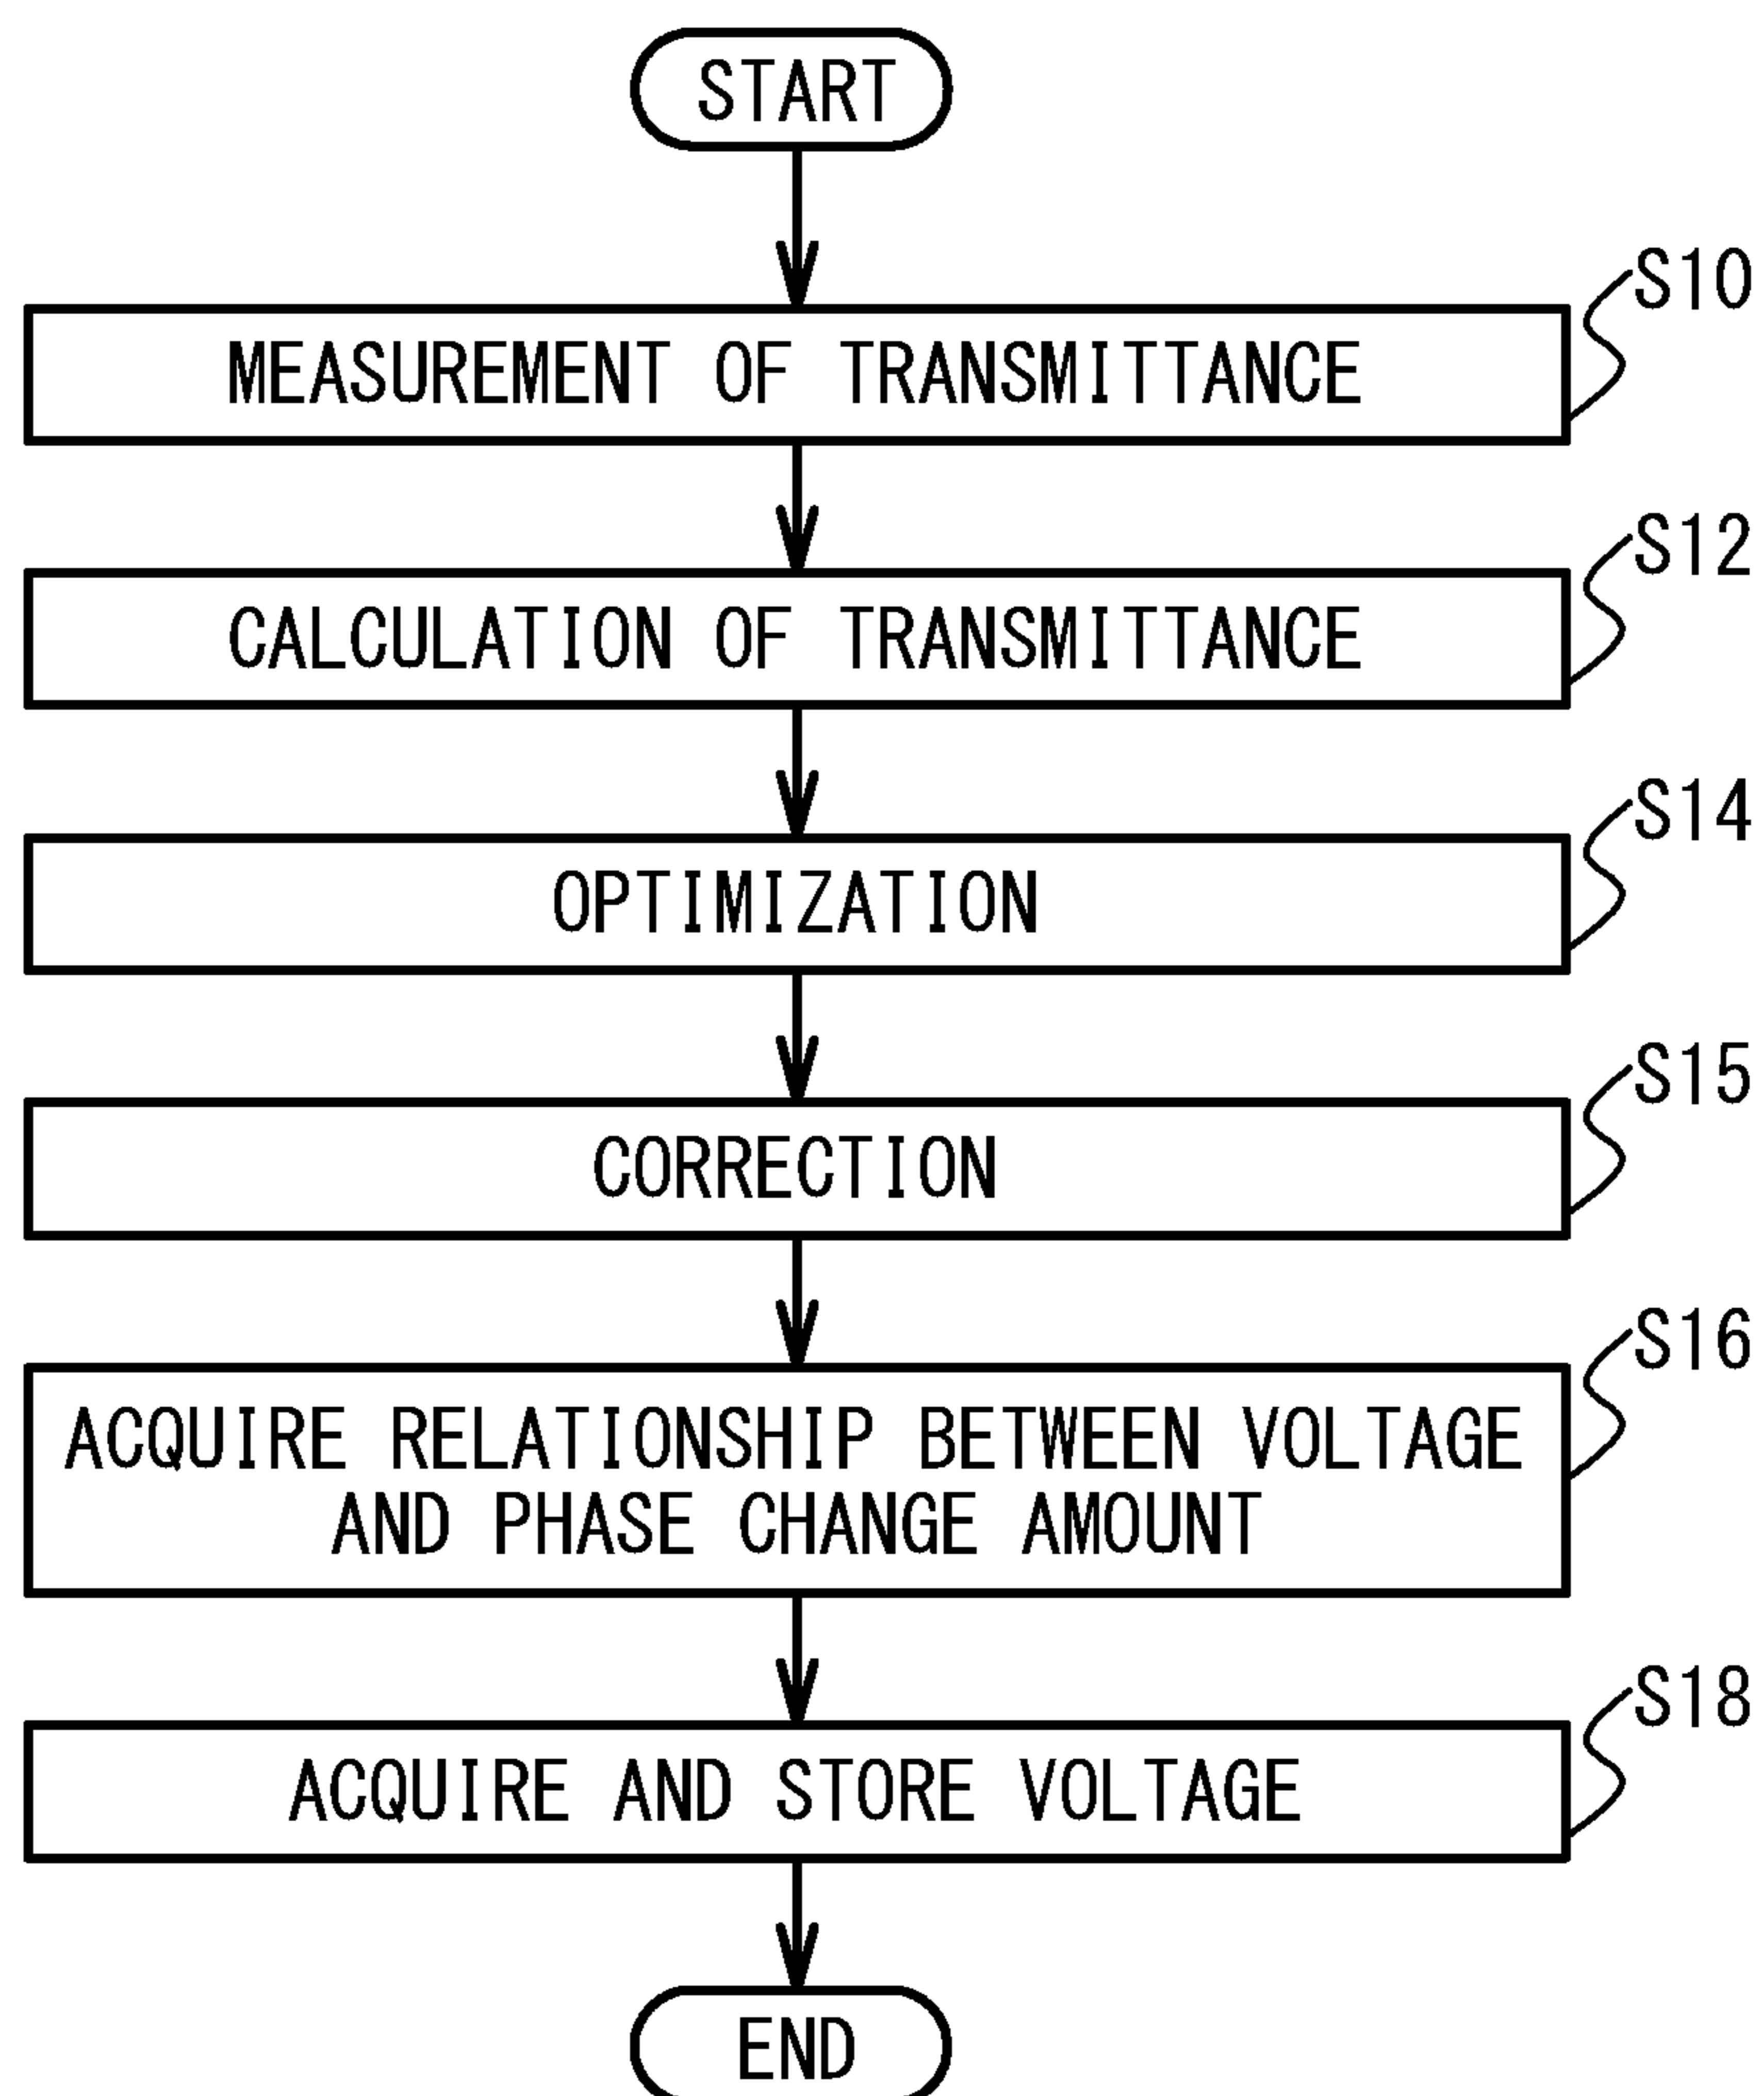 START
S10
MEASUREMENT OF TRANSMITTANCE
S12
CALCULATION OF TRANSMITTANCE
S14
OPTIMIZATION
S15
CORRECTION
S16
ACQUIRE RELATIONSHIP BETWEEN VOLTAGE
AND PHASE CHANGE AMOUNT
S18
ACQUIRE AND STORE VOLTAGE
END